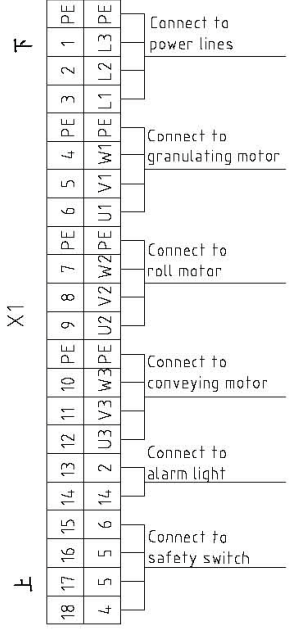 下
X1
上
PE PE
1 L3
2 L2
3 L1
PE PE
4 W1
5 V1
6 U1
PE PE
7 W2
8 V2
9 U2
PE PE
10 W3
11 V3
12 U3
13 2
14 14
15 6
16 5
17 5
18 4
Connect to
power lines
Connect to
granulating motor
Connect to
roll motor
Connect to
conveying motor
Connect to
alarm light
Connect to
safety switch